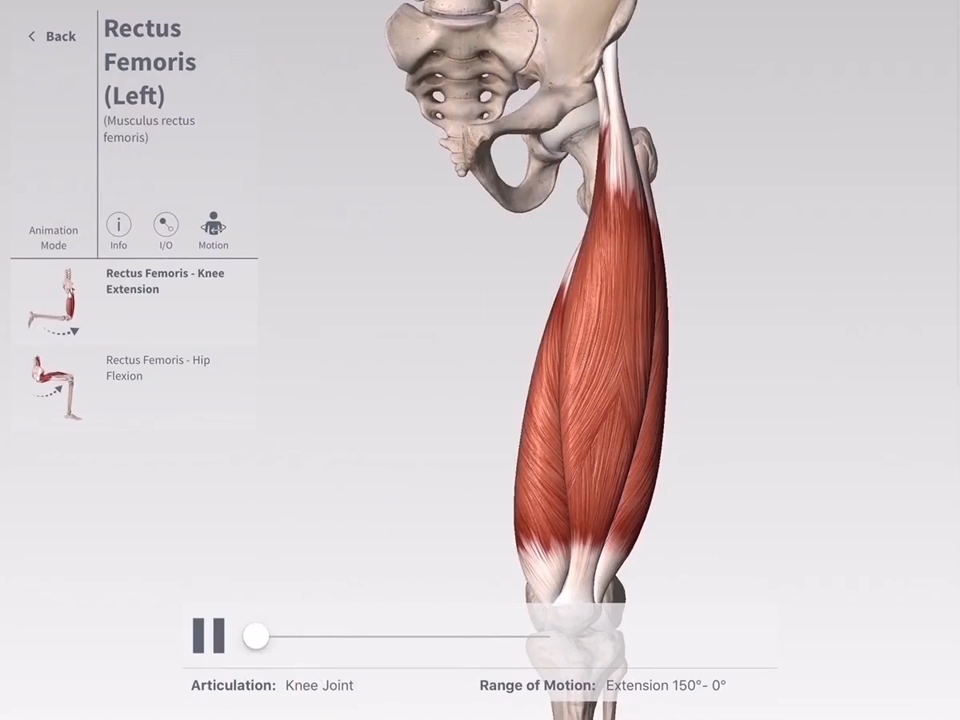 Back
Rectus
Femoris
(Left)
(Musculus rectus
femoris)
Animation
Mode
Info
I/O
Motion
Rectus Femoris - Knee
Extension
Rectus Femoris - Hip
Flexion
Articulation: Knee Joint
Range of Motion: Extension 150°- 0°